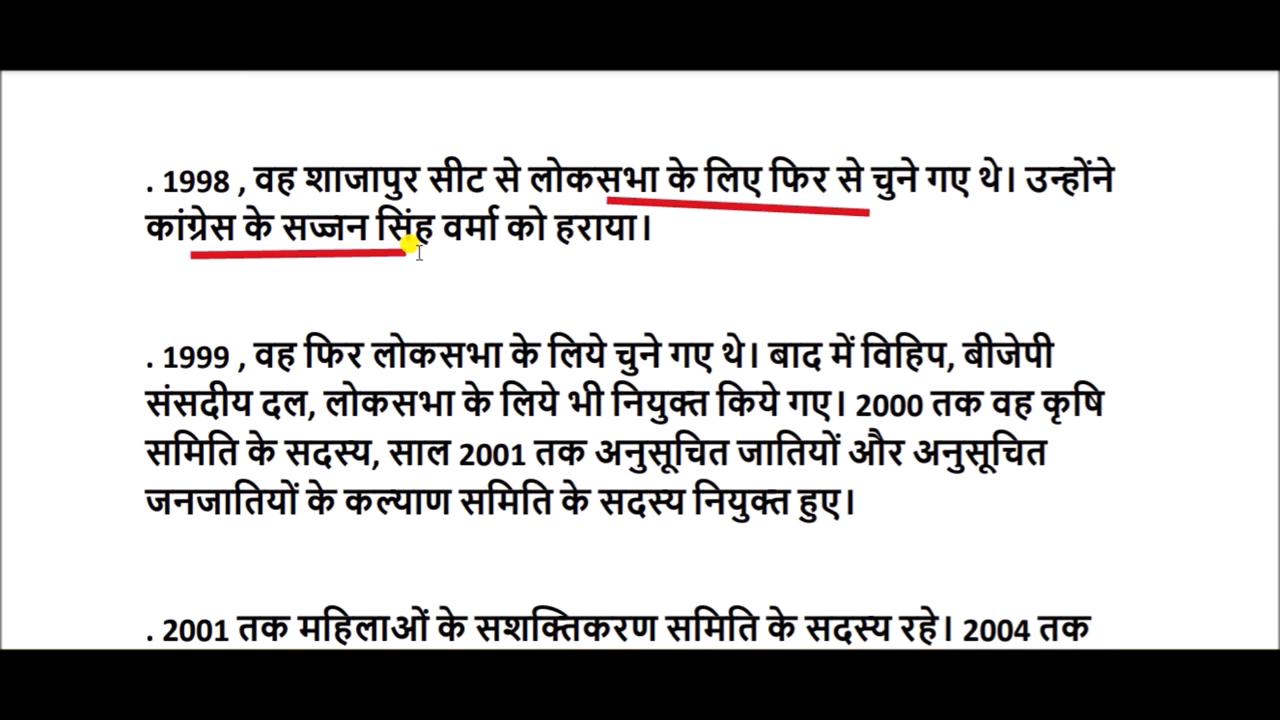 . 1998 , वह शाजापुर सीट से लोकसभा के लिए फिर से चुने गए थे। उन्होंने
कांग्रेस के सज्जन सिंह वर्मा को हराया।
. 1999 , वह फिर लोकसभा के लिये चुने गए थे। बाद में विहिप, बीजेपी
संसदीय दल, लोकसभा के लिये भी नियुक्त किये गए। 2000 तक वह कृषि
समिति के सदस्य, साल 2001 तक अनुसूचित जातियों और अनुसूचित
जनजातियों के कल्याण समिति के सदस्य नियुक्त हुए।
. 2001 तक महिलाओं के सशक्तिकरण समिति के सदस्य रहे। 2004 तक